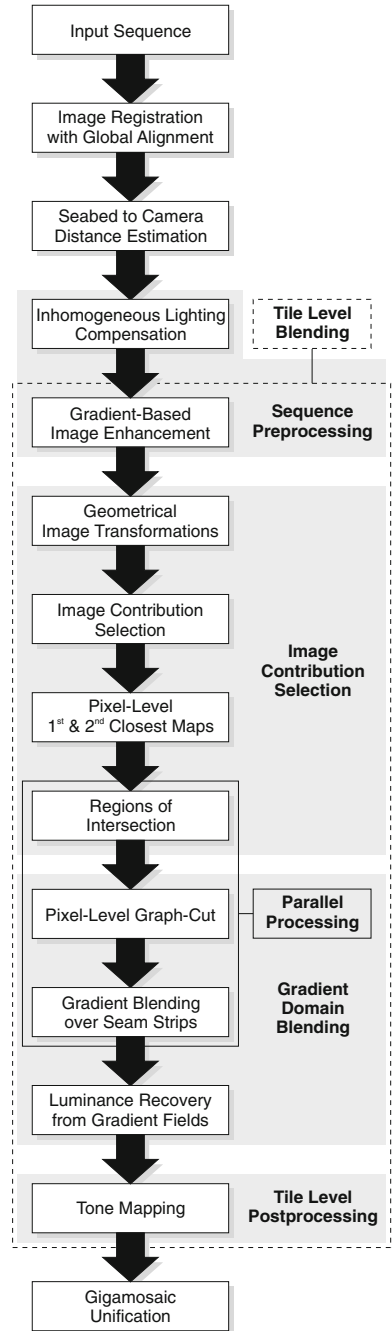 Input Sequence
Image Registration
with Global Alignment
Seabed to Camera
Distance Estimation
Inhomogeneous Lighting
Compensation
Tile Level
Blending
Gradient-Based
Image Enhancement
Sequence
Preprocessing
Geometrical
Image Transformations
Image Contribution
Selection
Image
Contribution
Selection
Pixel-Level
1st & 2nd Closest Maps
Regions of
Intersection
Pixel-Level Graph-Cut
Parallel
Processing
Gradient Blending
over Seam Strips
Gradient
Domain
Blending
Luminance Recovery
from Gradient Fields
Tone Mapping
Tile Level
Postprocessing
Gigamosaic
Unification